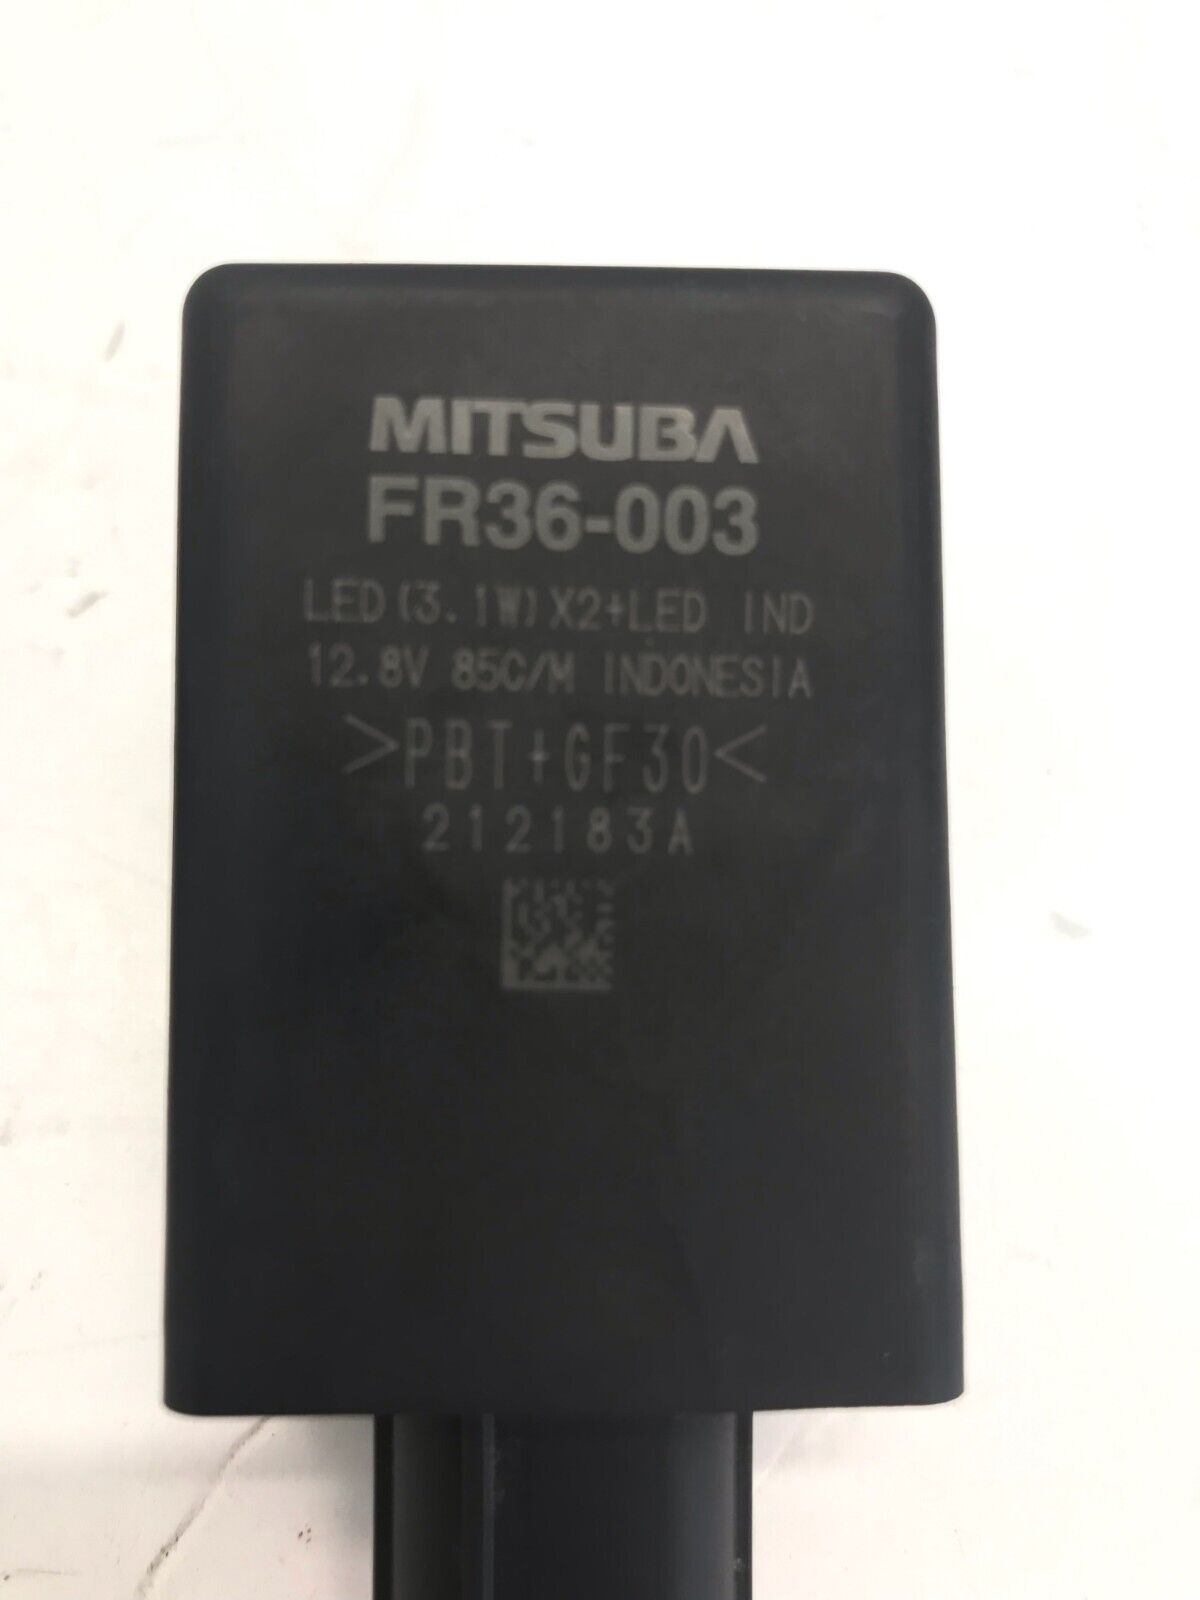 MITSUBA
FR36-003
LED(3.1W)X2+LED IND
12.8V 85C/M INDONESIA
>PBT+GF30<
212183A